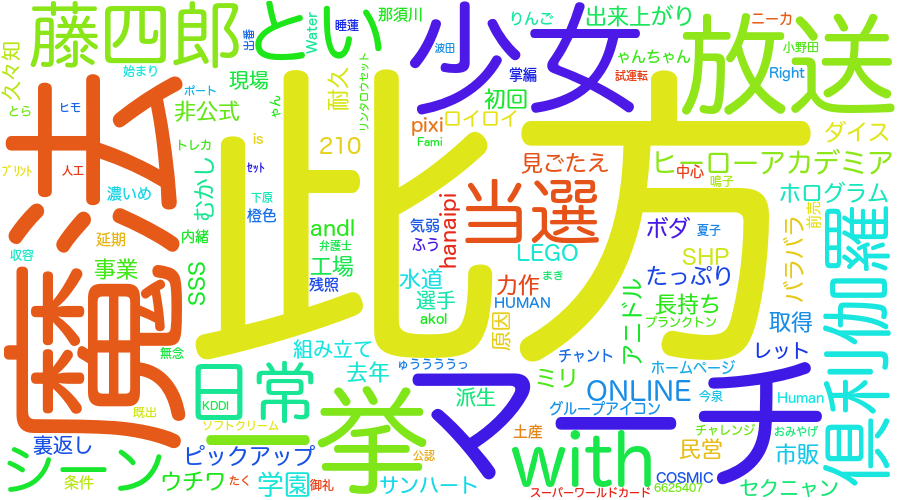 藤四郎
とい
出番
睡蓮
Water
那須川
少女
りんご
出来上がり
ニーカ
放送
久々知
始まり
現場
耐久
波田
掌編
ゃんちゃん
小野田
試運転
Right
とら
ヒモ
ポート
非公式
ゃん
リンタロウセット
初回
pixi
ロイロイ
Fami
ダイス
魔法
此方
トレカ
is
210
見ごたえ
ヒーローアカデミア
プリント
人工
セット
濃いめ
むかし
下原
橙色
中心
鳴子
ホログラム
当選
hanaipi
気弱
ふう
andl
弁護士
内緒
延期
収容
事業
SSS
工場
残照
水道
選手
akol
LEGO
まき
力作
HUMAN
原因
アニドル
ボダ
夏子
SHP
たっぷり
長持ち
プランクトン
バラバラ
前売
倶利伽羅
取得
無念
日常
組み立て
去年
ゅうううううっ
マーチ
チャント
ミリ
ホームページ
レット
KDDI
一挙
派生
ONLINE
今泉
Human
既出
ソフトクリーム
with
グループアイコン
チャレンジ
おみやげ
裏返し
シーン
ピックアップ
公認
土産
民営
市販
条件
ウチワ
たく
学園
御礼
サンハート
スーパーワールドカード
COSMIC
6625407
セクニャン